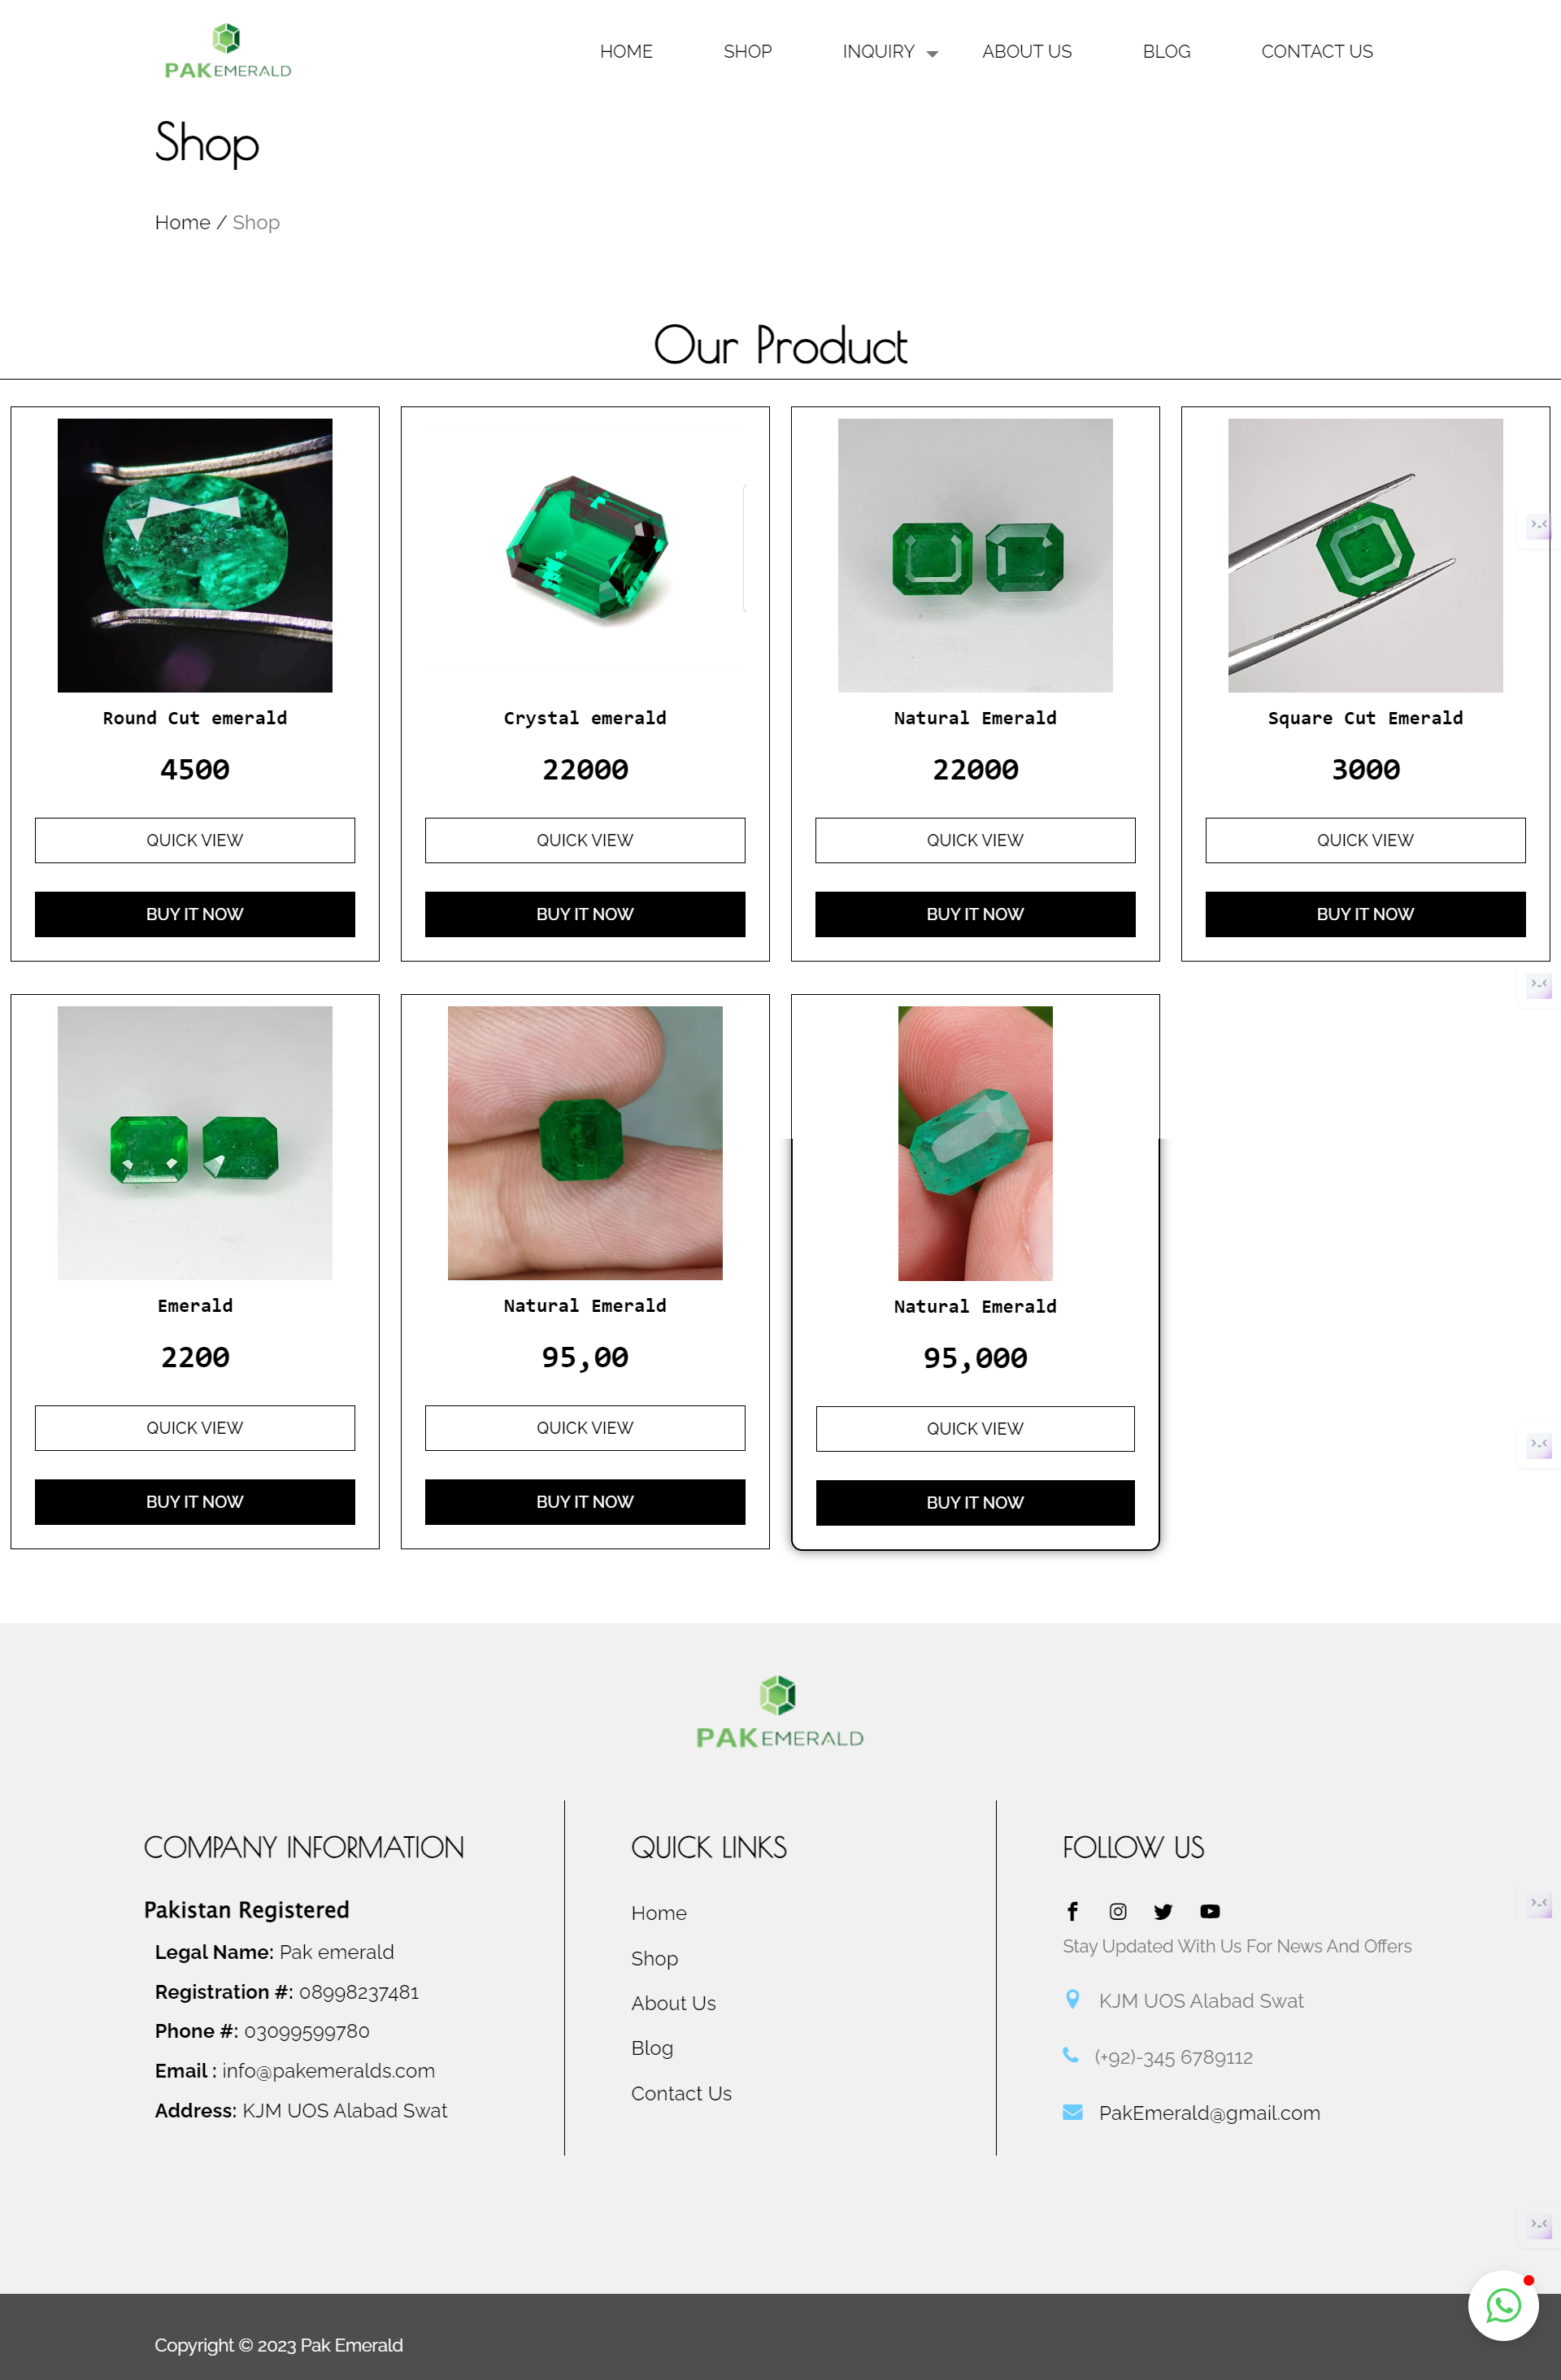 PAK EMERALD
HOME SHOP INQUIRY ABOUT US BLOG CONTACT US
Shop
Home / Shop
Our Product
Round Cut emerald
4500
QUICK VIEW
BUY IT NOW
Crystal emerald
22000
QUICK VIEW
BUY IT NOW
Natural Emerald
22000
QUICK VIEW
BUY IT NOW
Square Cut Emerald
3000
QUICK VIEW
BUY IT NOW
Emerald
2200
QUICK VIEW
BUY IT NOW
Natural Emerald
95,00
QUICK VIEW
BUY IT NOW
Natural Emerald
95,000
QUICK VIEW
BUY IT NOW
PAK EMERALD
COMPANY INFORMATION
Pakistan Registered
Legal Name: Pak emerald
Registration #: 08998237481
Phone #: 03099599780
Email : info@pakemeralds.com
Address: KJM UOS Alabad Swat
QUICK LINKS
Home
Shop
About Us
Blog
Contact Us
FOLLOW US
Stay Updated With Us For News And Offers
KJM UOS Alabad Swat
(+92)-345 6789112
PakEmerald@gmail.com
Copyright © 2023 Pak Emerald